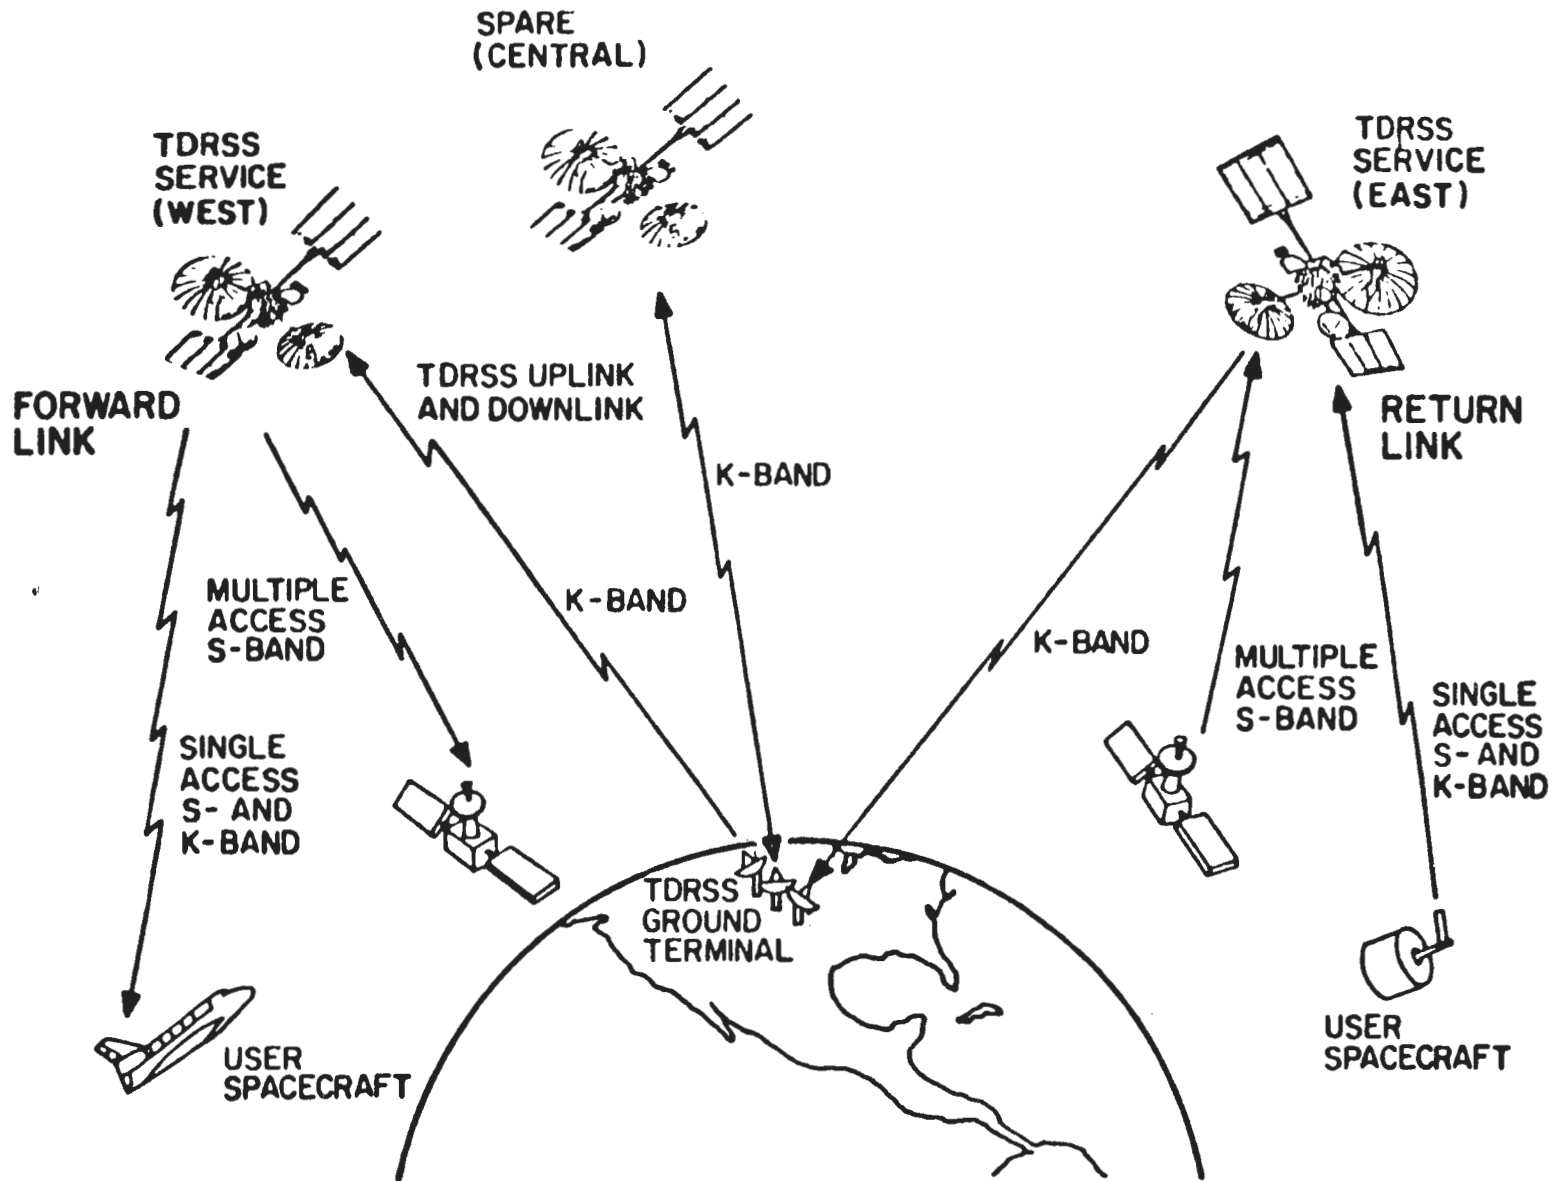 SPARE
(CENTRAL)
TDRSS
SERVICE
(WEST)
TDRSS
SERVICE
(EAST)
FORWARD
LINK
TDRSS UPLINK
AND DOWNLINK
RETURN
LINK
K-BAND
MULTIPLE
ACCESS
S-BAND
K-BAND
K-BAND
MULTIPLE
ACCESS
S-BAND
SINGLE
ACCESS
S-AND
K-BAND
SINGLE
ACCESS
S- AND
K-BAND
TDRSS
GROUND
TERMINAL
USER
SPACECRAFT
USER
SPACECRAFT